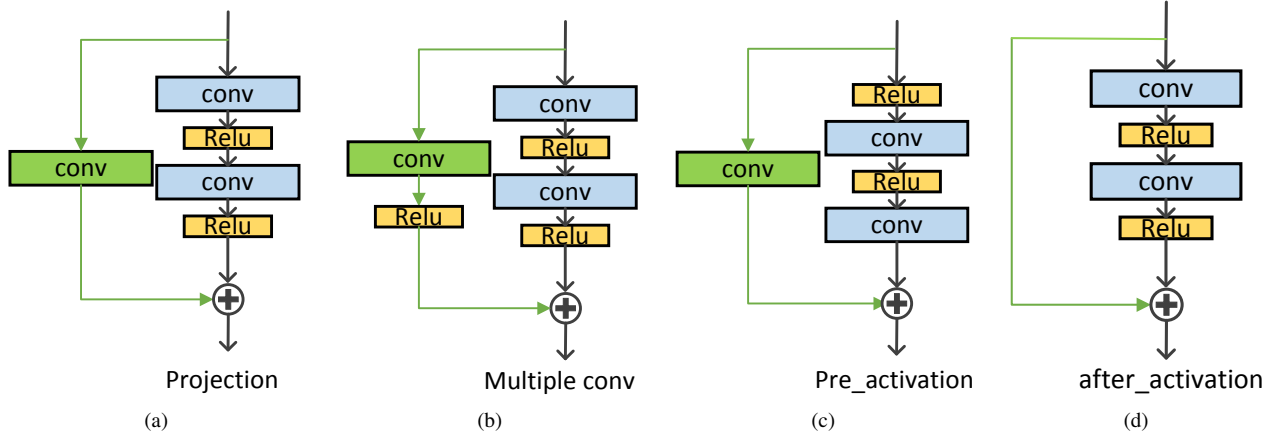 conv
Relu
conv
conv
Relu
Projection
(a)
conv
Relu
conv
conv
Relu
Relu
Multiple conv
(b)
Relu
conv
conv
Relu
conv
Pre_activation
(c)
conv
Relu
conv
Relu
after_activation
(d)